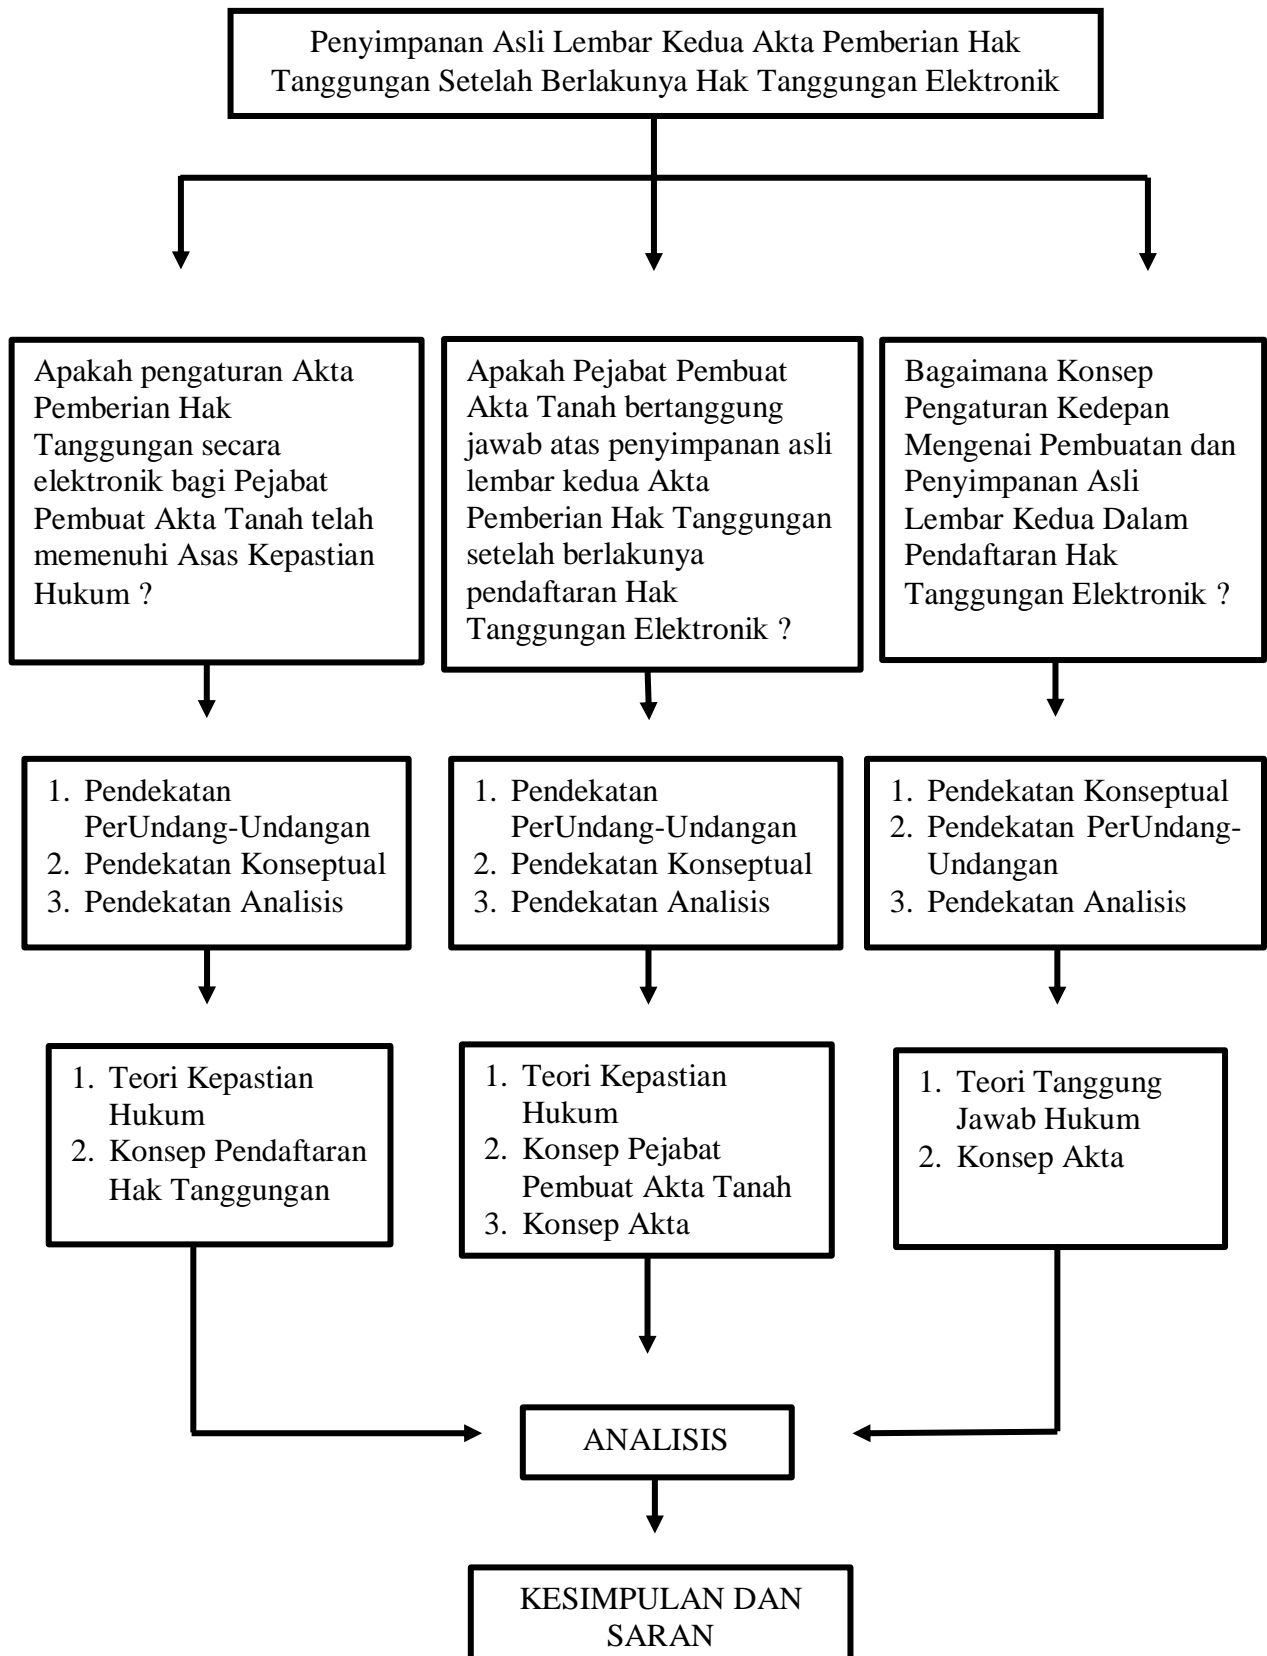 Penyimpanan Asli Lembar Kedua Akta Pemberian Hak
Tanggungan Setelah Berlakunya Hak Tanggungan Elektronik
Apakah pengaturan Akta
Pemberian Hak
Tanggungan secara
elektronik bagi Pejabat
Pembuat Akta Tanah telah
memenuhi Asas Kepastian
Hukum ?
Apakah Pejabat Pembuat
Akta Tanah bertanggung
jawab atas penyimpanan asli
lembar kedua Akta
Pemberian Hak Tanggungan
setelah berlakunya
pendaftaran Hak
Tanggungan Elektronik ?
Bagaimana Konsep
Pengaturan Kedepan
Mengenai Pembuatan dan
Penyimpanan Asli
Lembar Kedua Dalam
Pendaftaran Hak
Tanggungan Elektronik ?
1. Pendekatan
PerUndang-Undangan
2. Pendekatan Konseptual
3. Pendekatan Analisis
1. Pendekatan
PerUndang-Undangan
2. Pendekatan Konseptual
3. Pendekatan Analisis
1. Pendekatan Konseptual
2. Pendekatan PerUndang-
Undangan
3. Pendekatan Analisis
1. Teori Kepastian
Hukum
2. Konsep Pendaftaran
Hak Tanggungan
1. Teori Kepastian
Hukum
2. Konsep Pejabat
Pembuat Akta Tanah
3. Konsep Akta
1. Teori Tanggung
Jawab Hukum
2. Konsep Akta
ANALISIS
KESIMPULAN DAN
SARAN